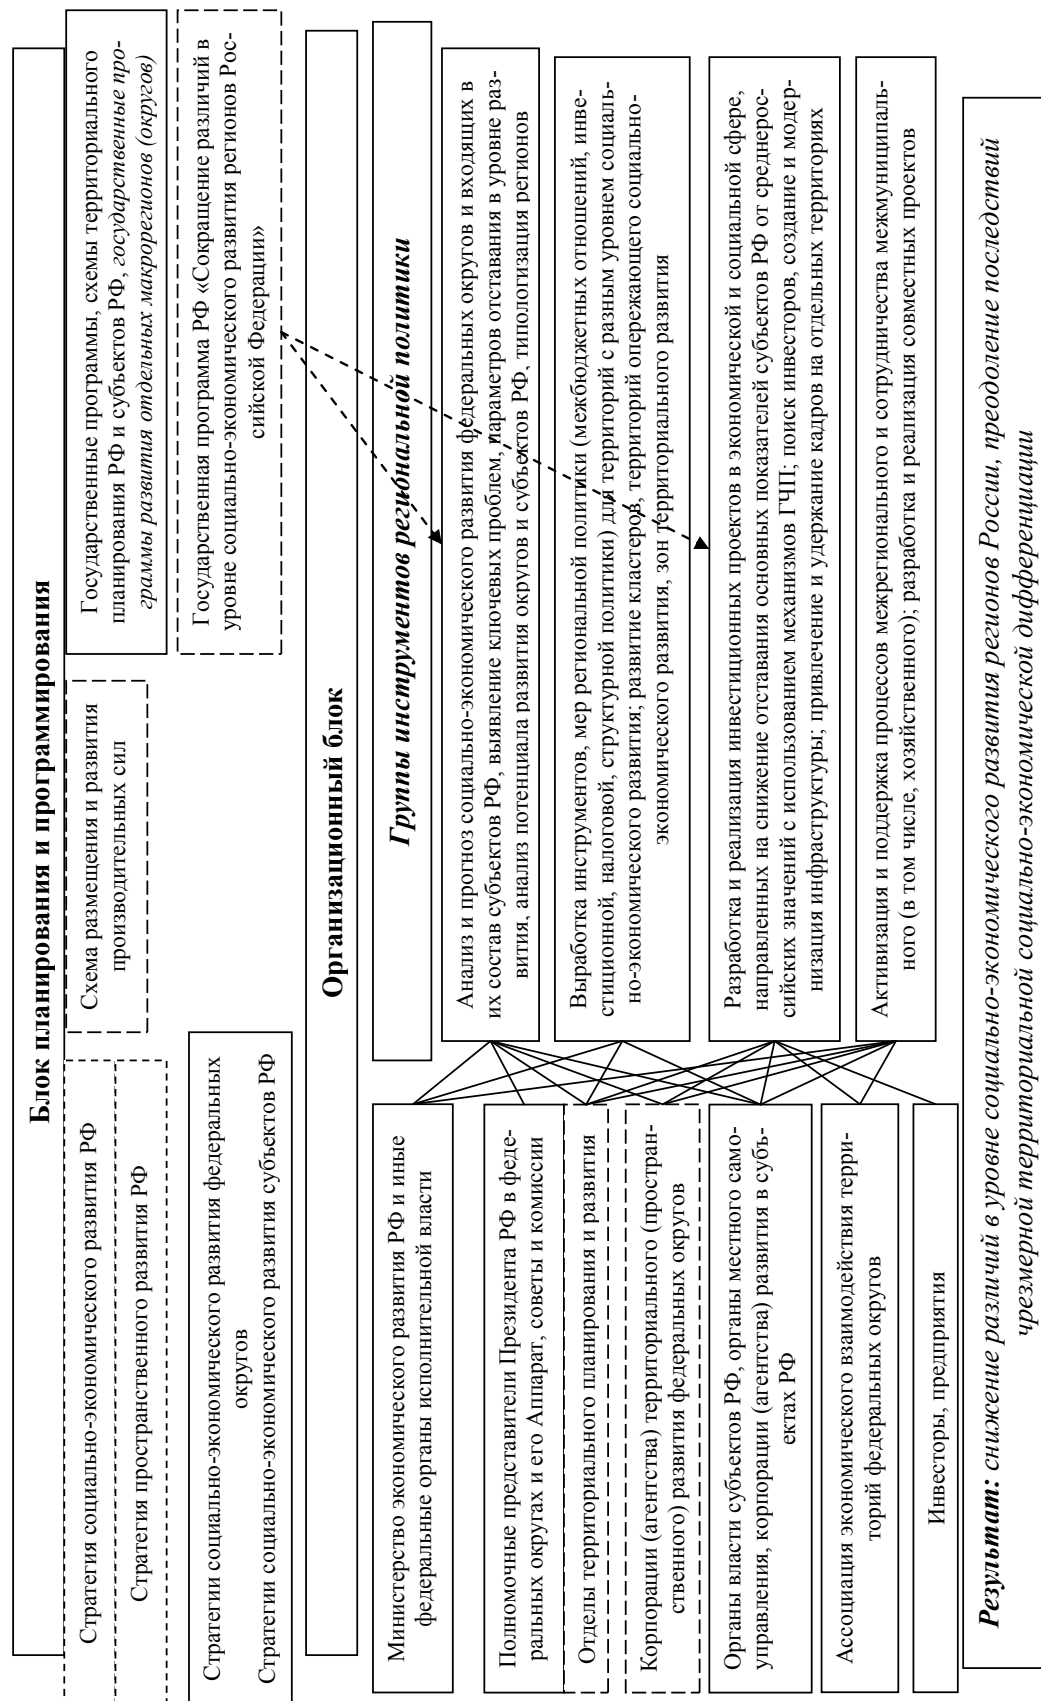 Блок планирования и программирования
Стратегия социально-экономического развития РФ
Стратегия пространственного развития РФ
Схема размещения и развития
производительных сил
Государственные программы, схемы территориального
планирования РФ и субъектов РФ, государственные про-
граммы развития отдельных макрорегионов (округов)
Стратегии социально-экономического развития федеральных
округов
Стратегии социально-экономического развития субъектов РФ
Государственная программа РФ «Сокращение различий в
уровне социально-экономического развития регионов Рос-
сийской Федерации»
Организационный блок
Группы инструментов региональной политики
Министерство экономического развития РФ и иные
федеральные органы исполнительной власти
Полномочные представители Президента РФ в феде-
ральных округах и его Аппарат, советы и комиссии
Отделы территориального планирования и развития
Корпорации (агентства) территориального (простран-
ственного) развития федеральных округов
Органы власти субъектов РФ, органы местного само-
управления, корпорации (агентства) развития в субъ-
ектах РФ
Ассоциация экономического взаимодействия терри-
торий федеральных округов
Инвесторы, предприятия
Анализ и прогноз социально-экономического развития федеральных округов и входящих в
их состав субъектов РФ, выявление ключевых проблем, параметров отставания в уровне раз-
вития, анализ потенциала развития округов и субъектов РФ, типологизация регионов
Выработка инструментов, мер региональной политики (межбюджетных отношений, инве-
стиционной, налоговой, структурной политики) для территорий с разным уровнем социаль-
но-экономического развития; развитие кластеров, территорий опережающего социально-
экономического развития, зон территориального развития
Разработка и реализация инвестиционных проектов в экономической и социальной сфере,
направленных на снижение отставания основных показателей субъектов РФ от среднерос-
сийских значений с использованием механизмов ГЧП; поиск инвесторов, создание и модер-
низация инфраструктуры; привлечение и удержание кадров на отдельных территориях
Активизация и поддержка процессов межрегионального и сотрудничества межмуниципаль-
ного (в том числе, хозяйственного); разработка и реализация совместных проектов
Результат: снижение различий в уровне социально-экономического развития регионов России, преодоление последствий
чрезмерной территориальной социально-экономической дифференциации